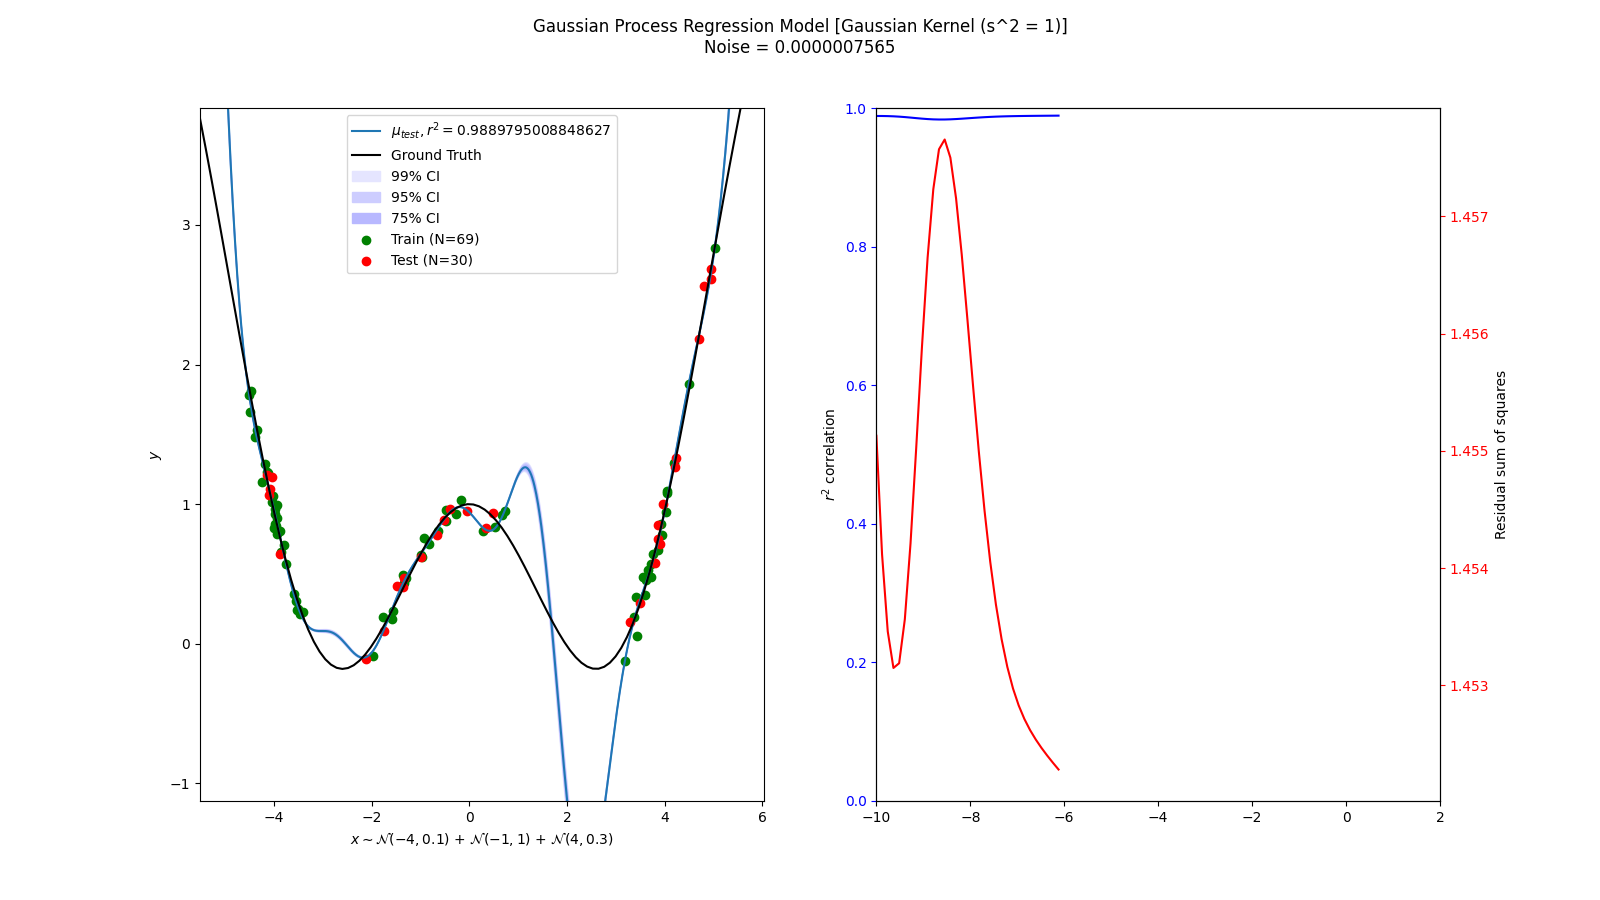 Gaussian Process Regression Model [Gaussian Kernel (s^2 = 1)]
Noise = 0.0000007565
μ_test, r² = 0.9889795008848627
Ground Truth
99% CI
95% CI
75% CI
Train (N=69)
Test (N=30)
y
3
2
1
0
−1
−4
−2
0
2
4
6
x ~ 𝒩(−4, 0.1) + 𝒩(−1, 1) + 𝒩(4, 0.3)
r² correlation
1.0
0.8
0.6
0.4
0.2
0.0
−10
−8
−6
−4
−2
0
2
1.457
1.456
1.455
1.454
1.453
Residual sum of squares